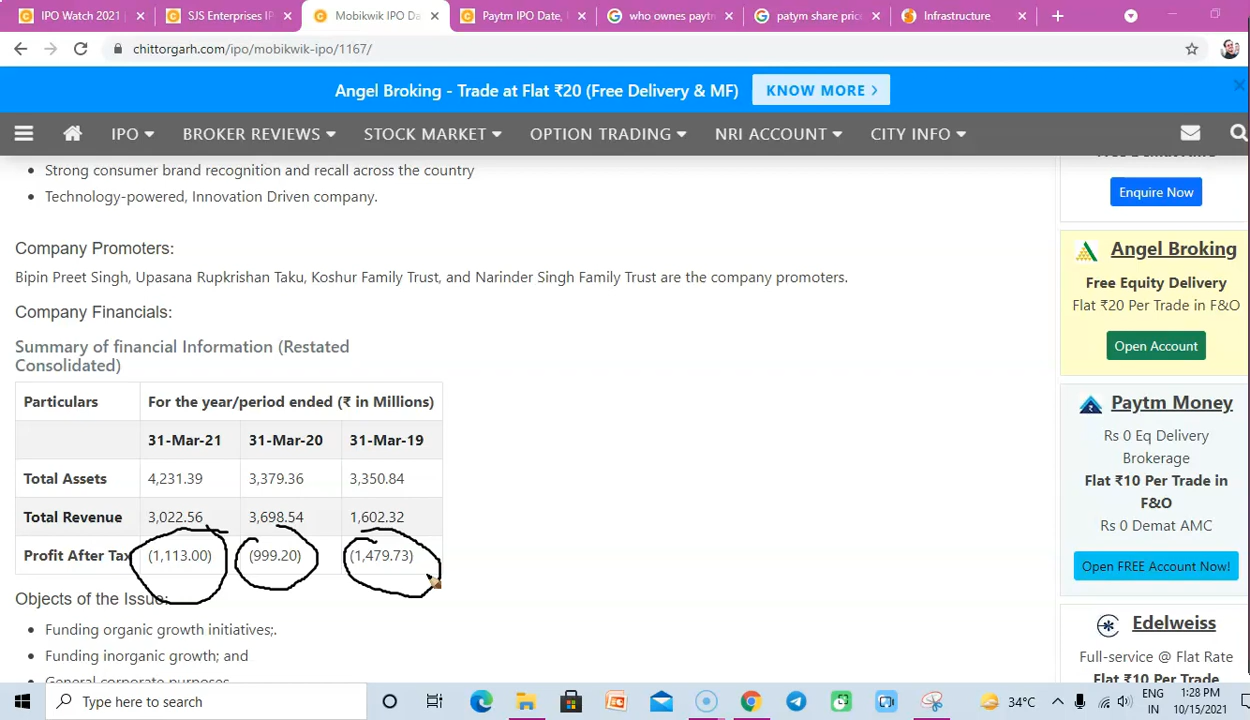 IPO Watch 2021
SJS Enterprises IP
Mobikwik IPO Da
Paytm IPO Date,
who ownes payt
patym share pric
Infrastructure
chittorgarh.com/ipo/mobikwik-ipo/1167/
Angel Broking - Trade at Flat ₹20 (Free Delivery & MF)
KNOW MORE >
IPO
BROKER REVIEWS
STOCK MARKET
OPTION TRADING
NRI ACCOUNT
CITY INFO
Strong consumer brand recognition and recall across the country
Technology-powered, Innovation Driven company.
Company Promoters:
Bipin Preet Singh, Upasana Rupkrishan Taku, Koshur Family Trust, and Narinder Singh Family Trust are the company promoters.
Company Financials:
Summary of financial Information (Restated
Consolidated)
Particulars For the year/period ended (₹ in Millions)
31-Mar-21 31-Mar-20 31-Mar-19
Total Assets 4,231.39 3,379.36 3,350.84
Total Revenue 3,022.56 3,698.54 1,602.32
Profit After Tax (1,113.00) (999.20) (1,479.73)
Objects of the Issue:
Funding organic growth initiatives;.
Funding inorganic growth; and
General corporate purposes
Enquire Now
Angel Broking
Free Equity Delivery
Flat ₹20 Per Trade in F&O
Open Account
Paytm Money
Rs 0 Eq Delivery
Brokerage
Flat ₹10 Per Trade in
F&O
Rs 0 Demat AMC
Open FREE Account Now!
Edelweiss
Full-service @ Flat Rate
Flat ₹10 Per Trade
Type here to search
34°C
ENG
IN
1:28 PM
10/15/2021